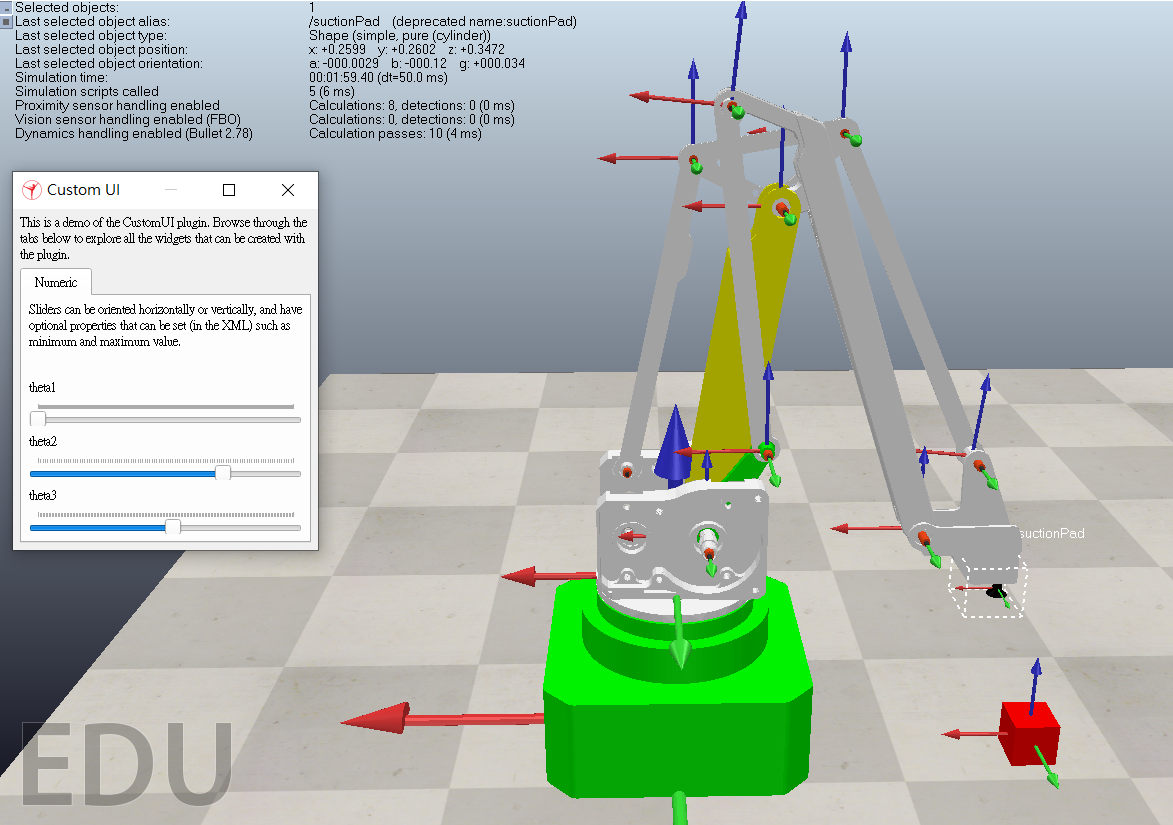 Selected objects: 1
Last selected object alias: /suctionPad (deprecated name:suctionPad)
Last selected object type: Shape (simple, pure (cylinder))
Last selected object position: x: +0.2599 y: +0.2602 z: +0.3472
Last selected object orientation: a: -000.0029 b: -000.12 g: +000.034
Simulation time: 00:01:59.40 (dt=50.0 ms)
Simulation scripts called 5 (6 ms)
Proximity sensor handling enabled Calculations: 8, detections: 0 (0 ms)
Vision sensor handling enabled (FBO) Calculations: 0, detections: 0 (0 ms)
Dynamics handling enabled (Bullet 2.78) Calculation passes: 10 (4 ms)
Custom UI
This is a demo of the CustomUI plugin. Browse through the
tabs below to explore all the widgets that can be created with
the plugin.
Numeric
Sliders can be oriented horizontally or vertically, and have
optional properties that can be set (in the XML) such as
minimum and maximum value.
theta1
theta2
theta3
suctionPad
EDU